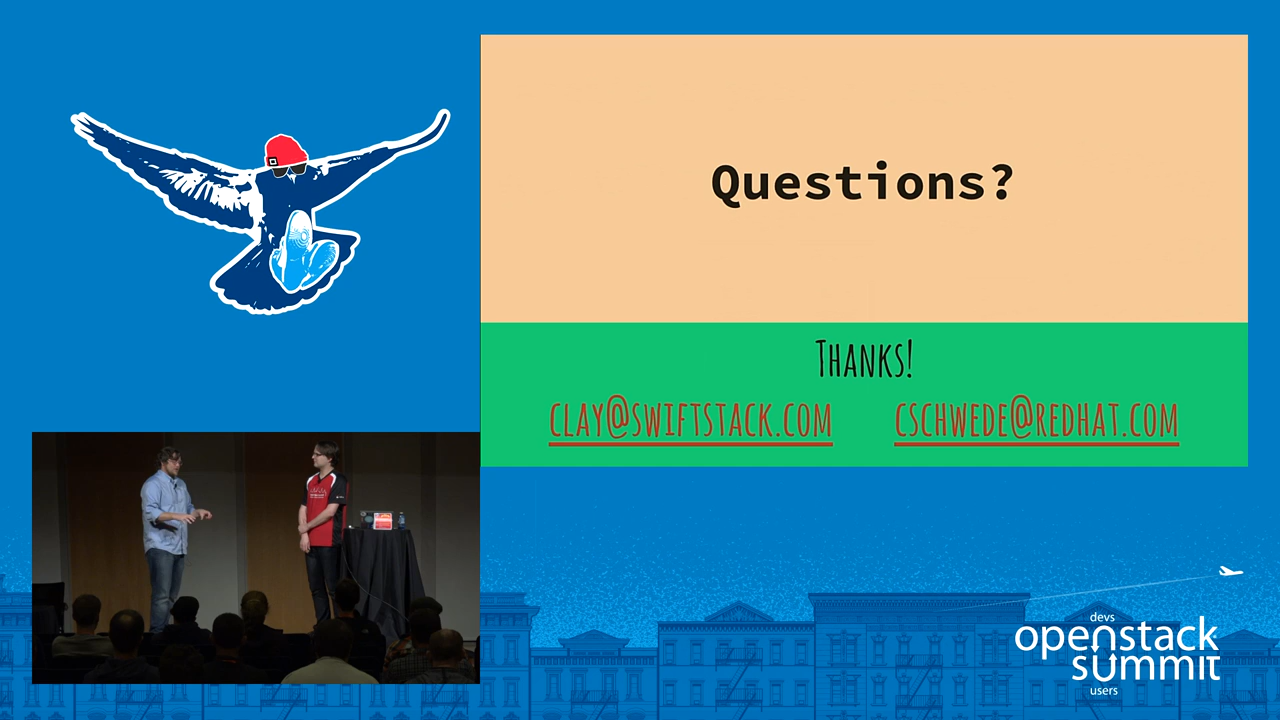 Questions?
Thanks!
clay@swiftstack.com cschwede@redhat.com
devs
openstack
summit
users